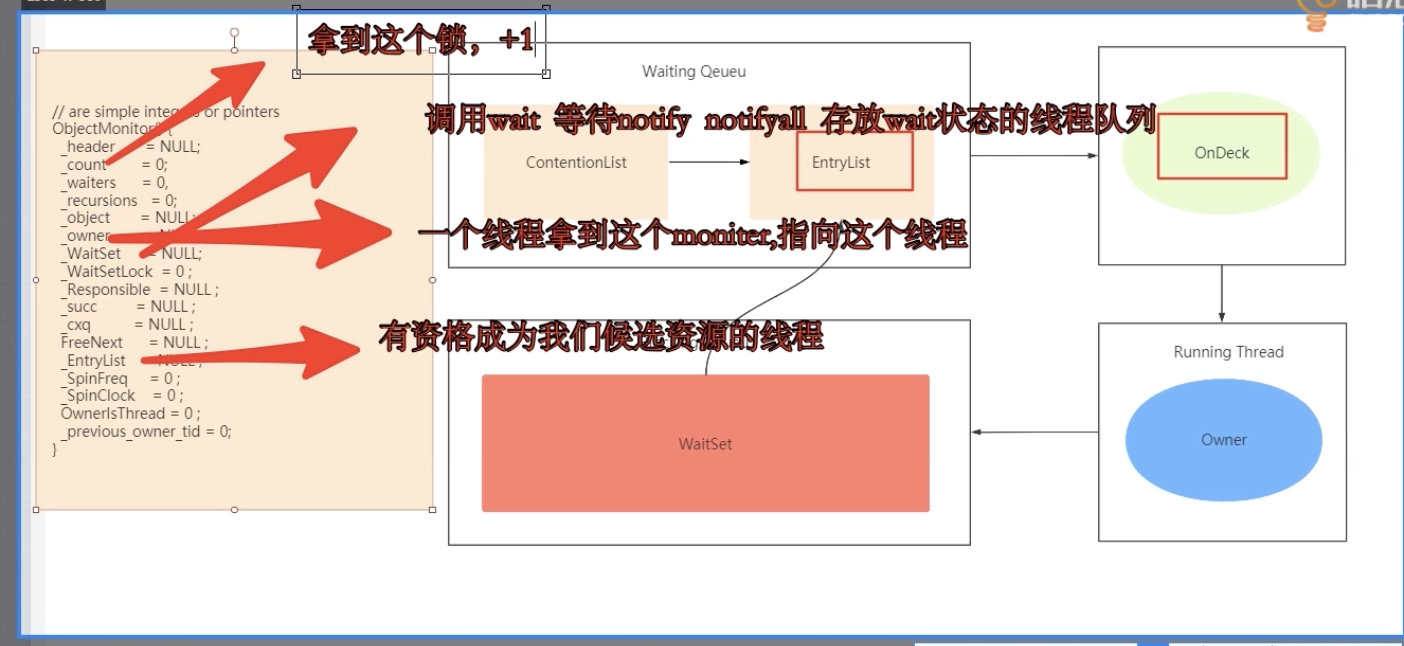 拿到这个锁，+1
Waiting Qeueu
调用wait 等待notify notifyall 存放wait状态的线程队列
ContentionList
EntryList
OnDeck
一个线程拿到这个moniter,指向这个线程
有资格成为我们候选资源的线程
WaitSet
Running Thread
Owner
// are simple integers or pointers
ObjectMonitor() {
_header = NULL;
_count = 0;
_waiters = 0,
_recursions = 0;
_object = NULL;
_owner
_WaitSet = NULL;
_WaitSetLock = 0 ;
_Responsible = NULL ;
_succ = NULL ;
_cxq = NULL ;
FreeNext = NULL ;
_EntryList = NULL ;
_SpinFreq = 0 ;
_SpinClock = 0 ;
OwnerIsThread = 0 ;
_previous_owner_tid = 0;
}